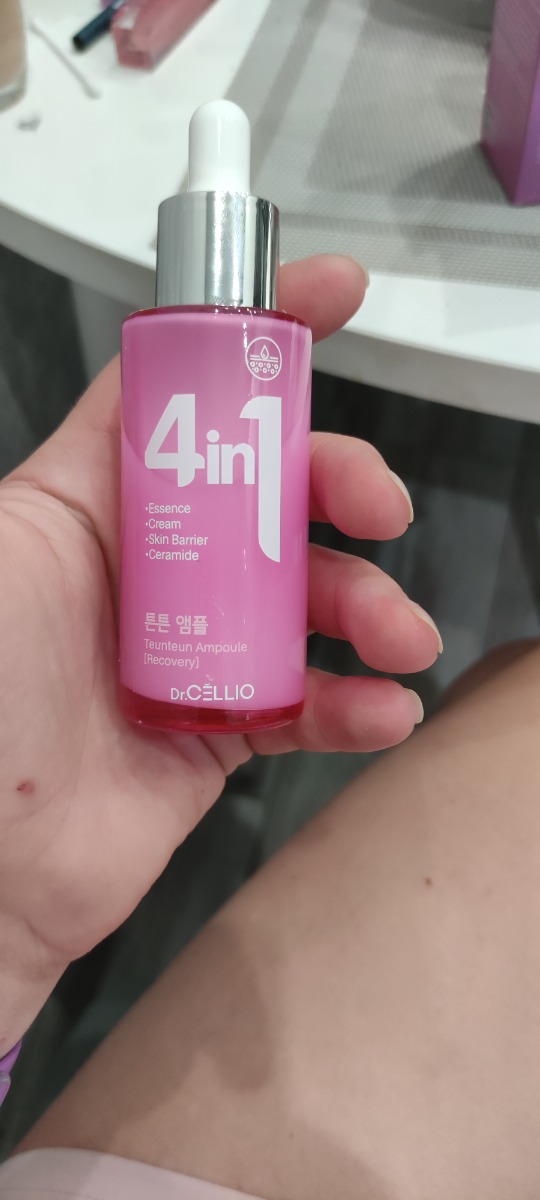 4in1
•Essence
•Cream
•Skin Barrier
•Ceramide
튼튼 앰플
Teunteun Ampoule
[Recovery]
Dr.CELLIO